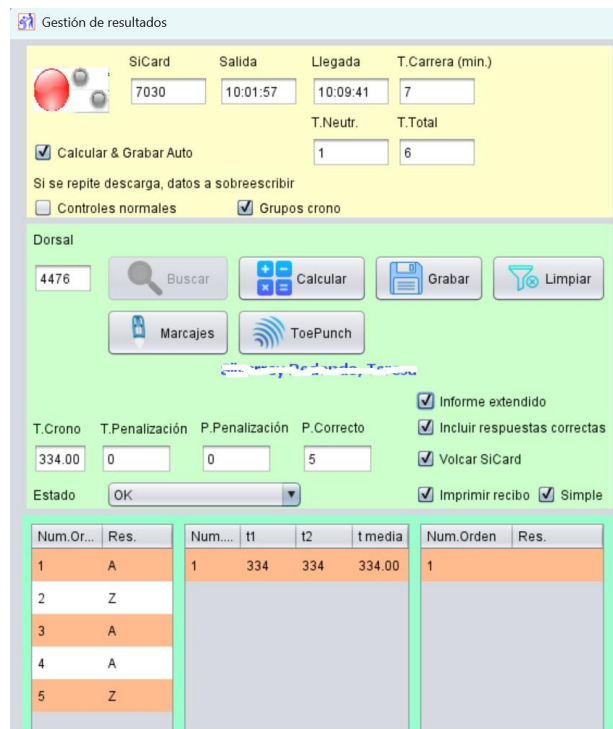 Gestión de resultados
SiCard Salida Llegada T.Carrera (min.)
7030 10:01:57 10:09:41 7
T.Neutr. T.Total
Calcular & Grabar Auto 1 6
Si se repite descarga, datos a sobreescribir
Controles normales Grupos crono
Dorsal
4476 Buscar Calcular Grabar Limpiar
Marcajes ToePunch
Informe extendido
T.Crono T.Penalización P.Penalización P.Correcto Incluir respuestas correctas
334.00 0 0 5 Volcar SiCard
Estado OK Imprimir recibo Simple
Num.Or... Res. Num.... t1 t2 t media Num.Orden Res.
1 A 1 334 334 334.00 1
2 Z
3 A
4 A
5 Z